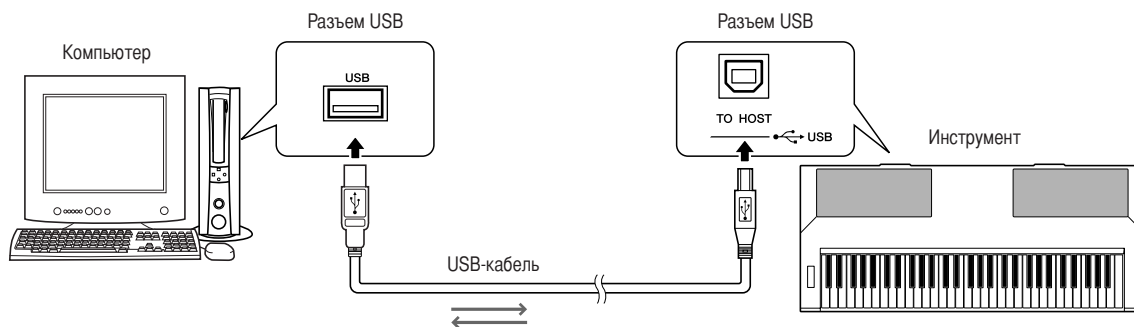 Разъем USB
Разъем USB
Компьютер
USB
TO HOST
USB
Инструмент
USB-кабель